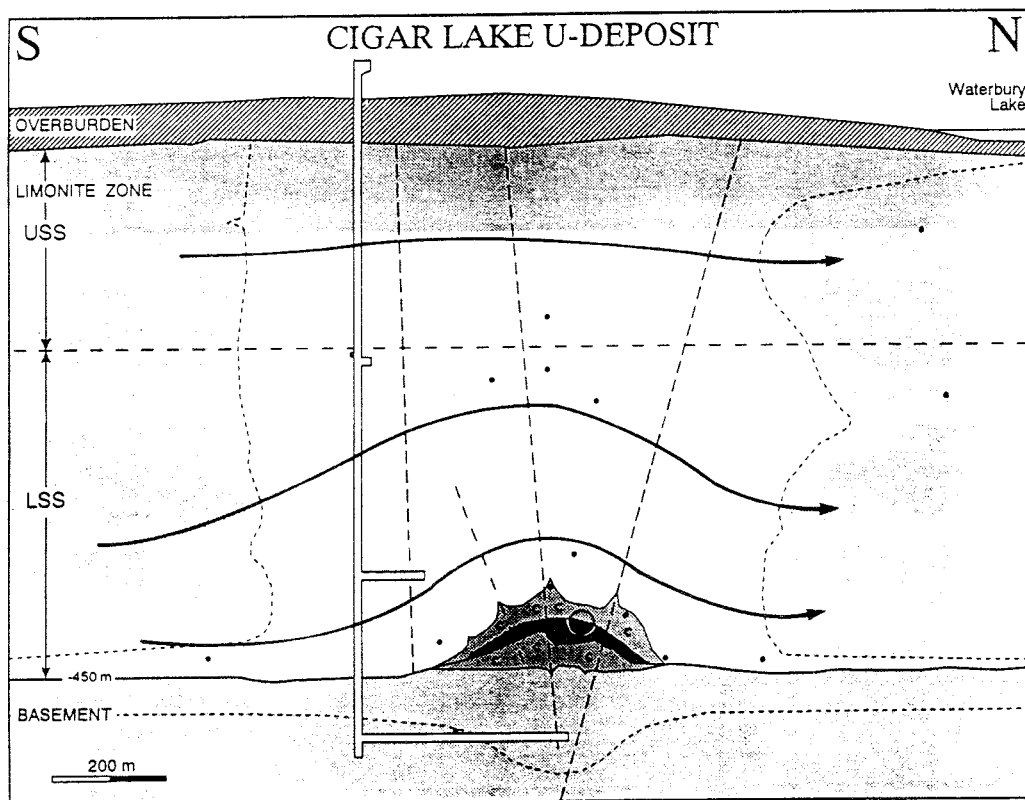 S
CIGAR LAKE U-DEPOSIT
N
Waterbury
Lake
OVERBURDEN
LIMONITE ZONE
USS
LSS
C
C
-450 m
BASEMENT
200 m